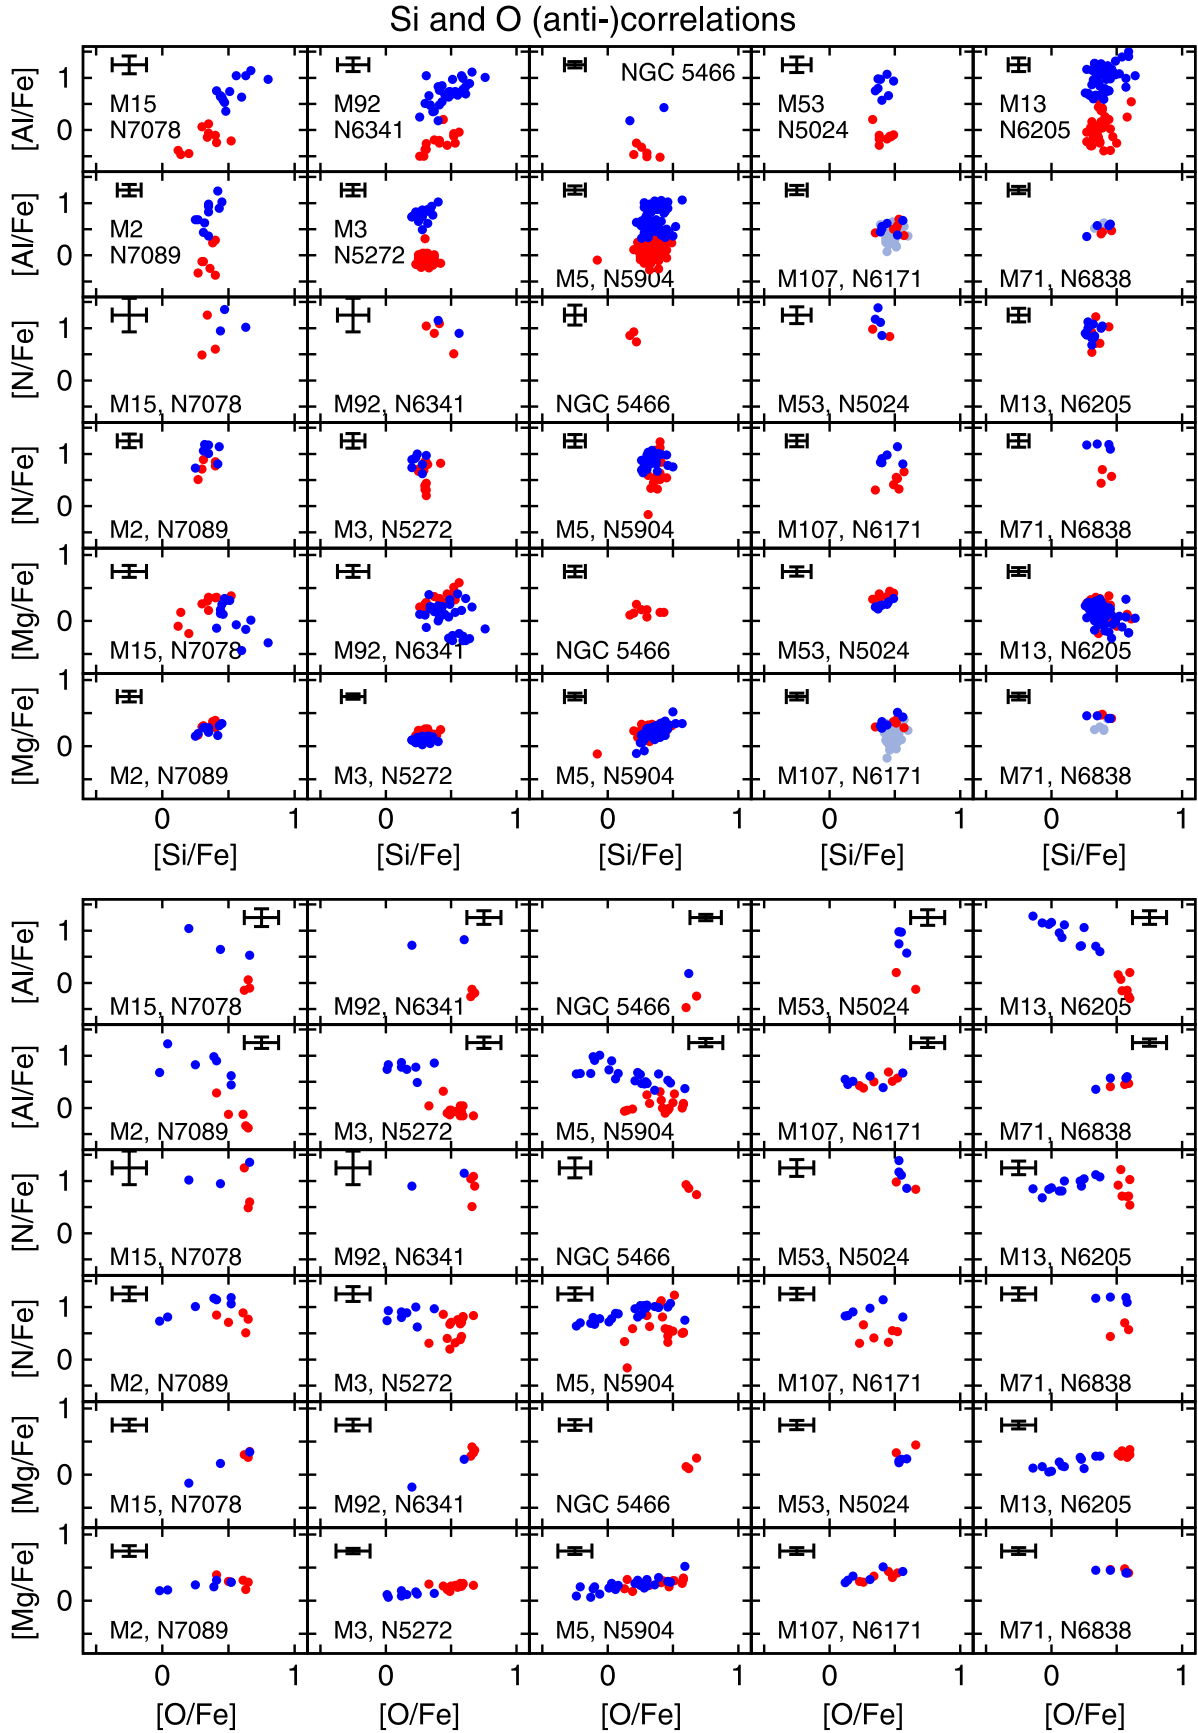 Si and O (anti-)correlations
[Al/Fe]
1
0
M15
N7078
M92
N6341
NGC 5466
M53
N5024
M13
N6205
[Al/Fe]
1
0
M2
N7089
M3
N5272
M5, N5904
M107, N6171
M71, N6838
[N/Fe]
1
0
M15, N7078
M92, N6341
NGC 5466
M53, N5024
M13, N6205
[N/Fe]
1
0
M2, N7089
M3, N5272
M5, N5904
M107, N6171
M71, N6838
[Mg/Fe]
1
0
M15, N7078
M92, N6341
NGC 5466
M53, N5024
M13, N6205
[Mg/Fe]
1
0
M2, N7089
M3, N5272
M5, N5904
M107, N6171
M71, N6838
0 1 0 1 0 1 0 1 0 1
[Si/Fe] [Si/Fe] [Si/Fe] [Si/Fe] [Si/Fe]
[Al/Fe]
1
0
M15, N7078
M92, N6341
NGC 5466
M53, N5024
M13, N6205
[Al/Fe]
1
0
M2, N7089
M3, N5272
M5, N5904
M107, N6171
M71, N6838
[N/Fe]
1
0
M15, N7078
M92, N6341
NGC 5466
M53, N5024
M13, N6205
[N/Fe]
1
0
M2, N7089
M3, N5272
M5, N5904
M107, N6171
M71, N6838
[Mg/Fe]
1
0
M15, N7078
M92, N6341
NGC 5466
M53, N5024
M13, N6205
[Mg/Fe]
1
0
M2, N7089
M3, N5272
M5, N5904
M107, N6171
M71, N6838
0 1 0 1 0 1 0 1 0 1
[O/Fe] [O/Fe] [O/Fe] [O/Fe] [O/Fe]